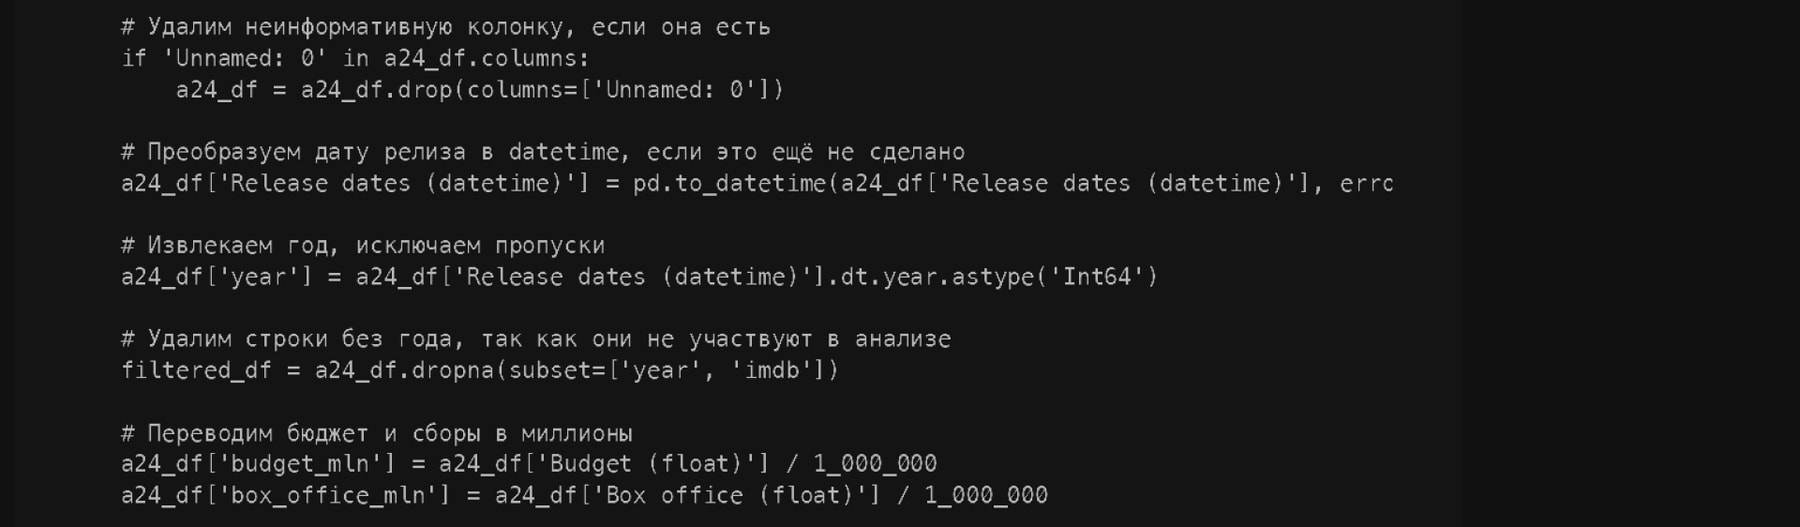 # Удалим неинформативную колонку, если она есть
if 'Unnamed: 0' in a24_df.columns:
    a24_df = a24_df.drop(columns=['Unnamed: 0'])
# Преобразуем дату релиза в datetime, если это ещё не сделано
a24_df['Release dates (datetime)'] = pd.to_datetime(a24_df['Release dates (datetime)'], erro
# Извлекаем год, исключаем пропуски
a24_df['year'] = a24_df['Release dates (datetime)'].dt.year.astype('Int64')
# Удалим строки без года, так как они не участвуют в анализе
filtered_df = a24_df.dropna(subset=['year', 'imdb'])
# Переводим бюджет и сборы в миллионы
a24_df['budget_mln'] = a24_df['Budget (float)'] / 1_000_000
a24_df['box_office_mln'] = a24_df['Box office (float)'] / 1_000_000